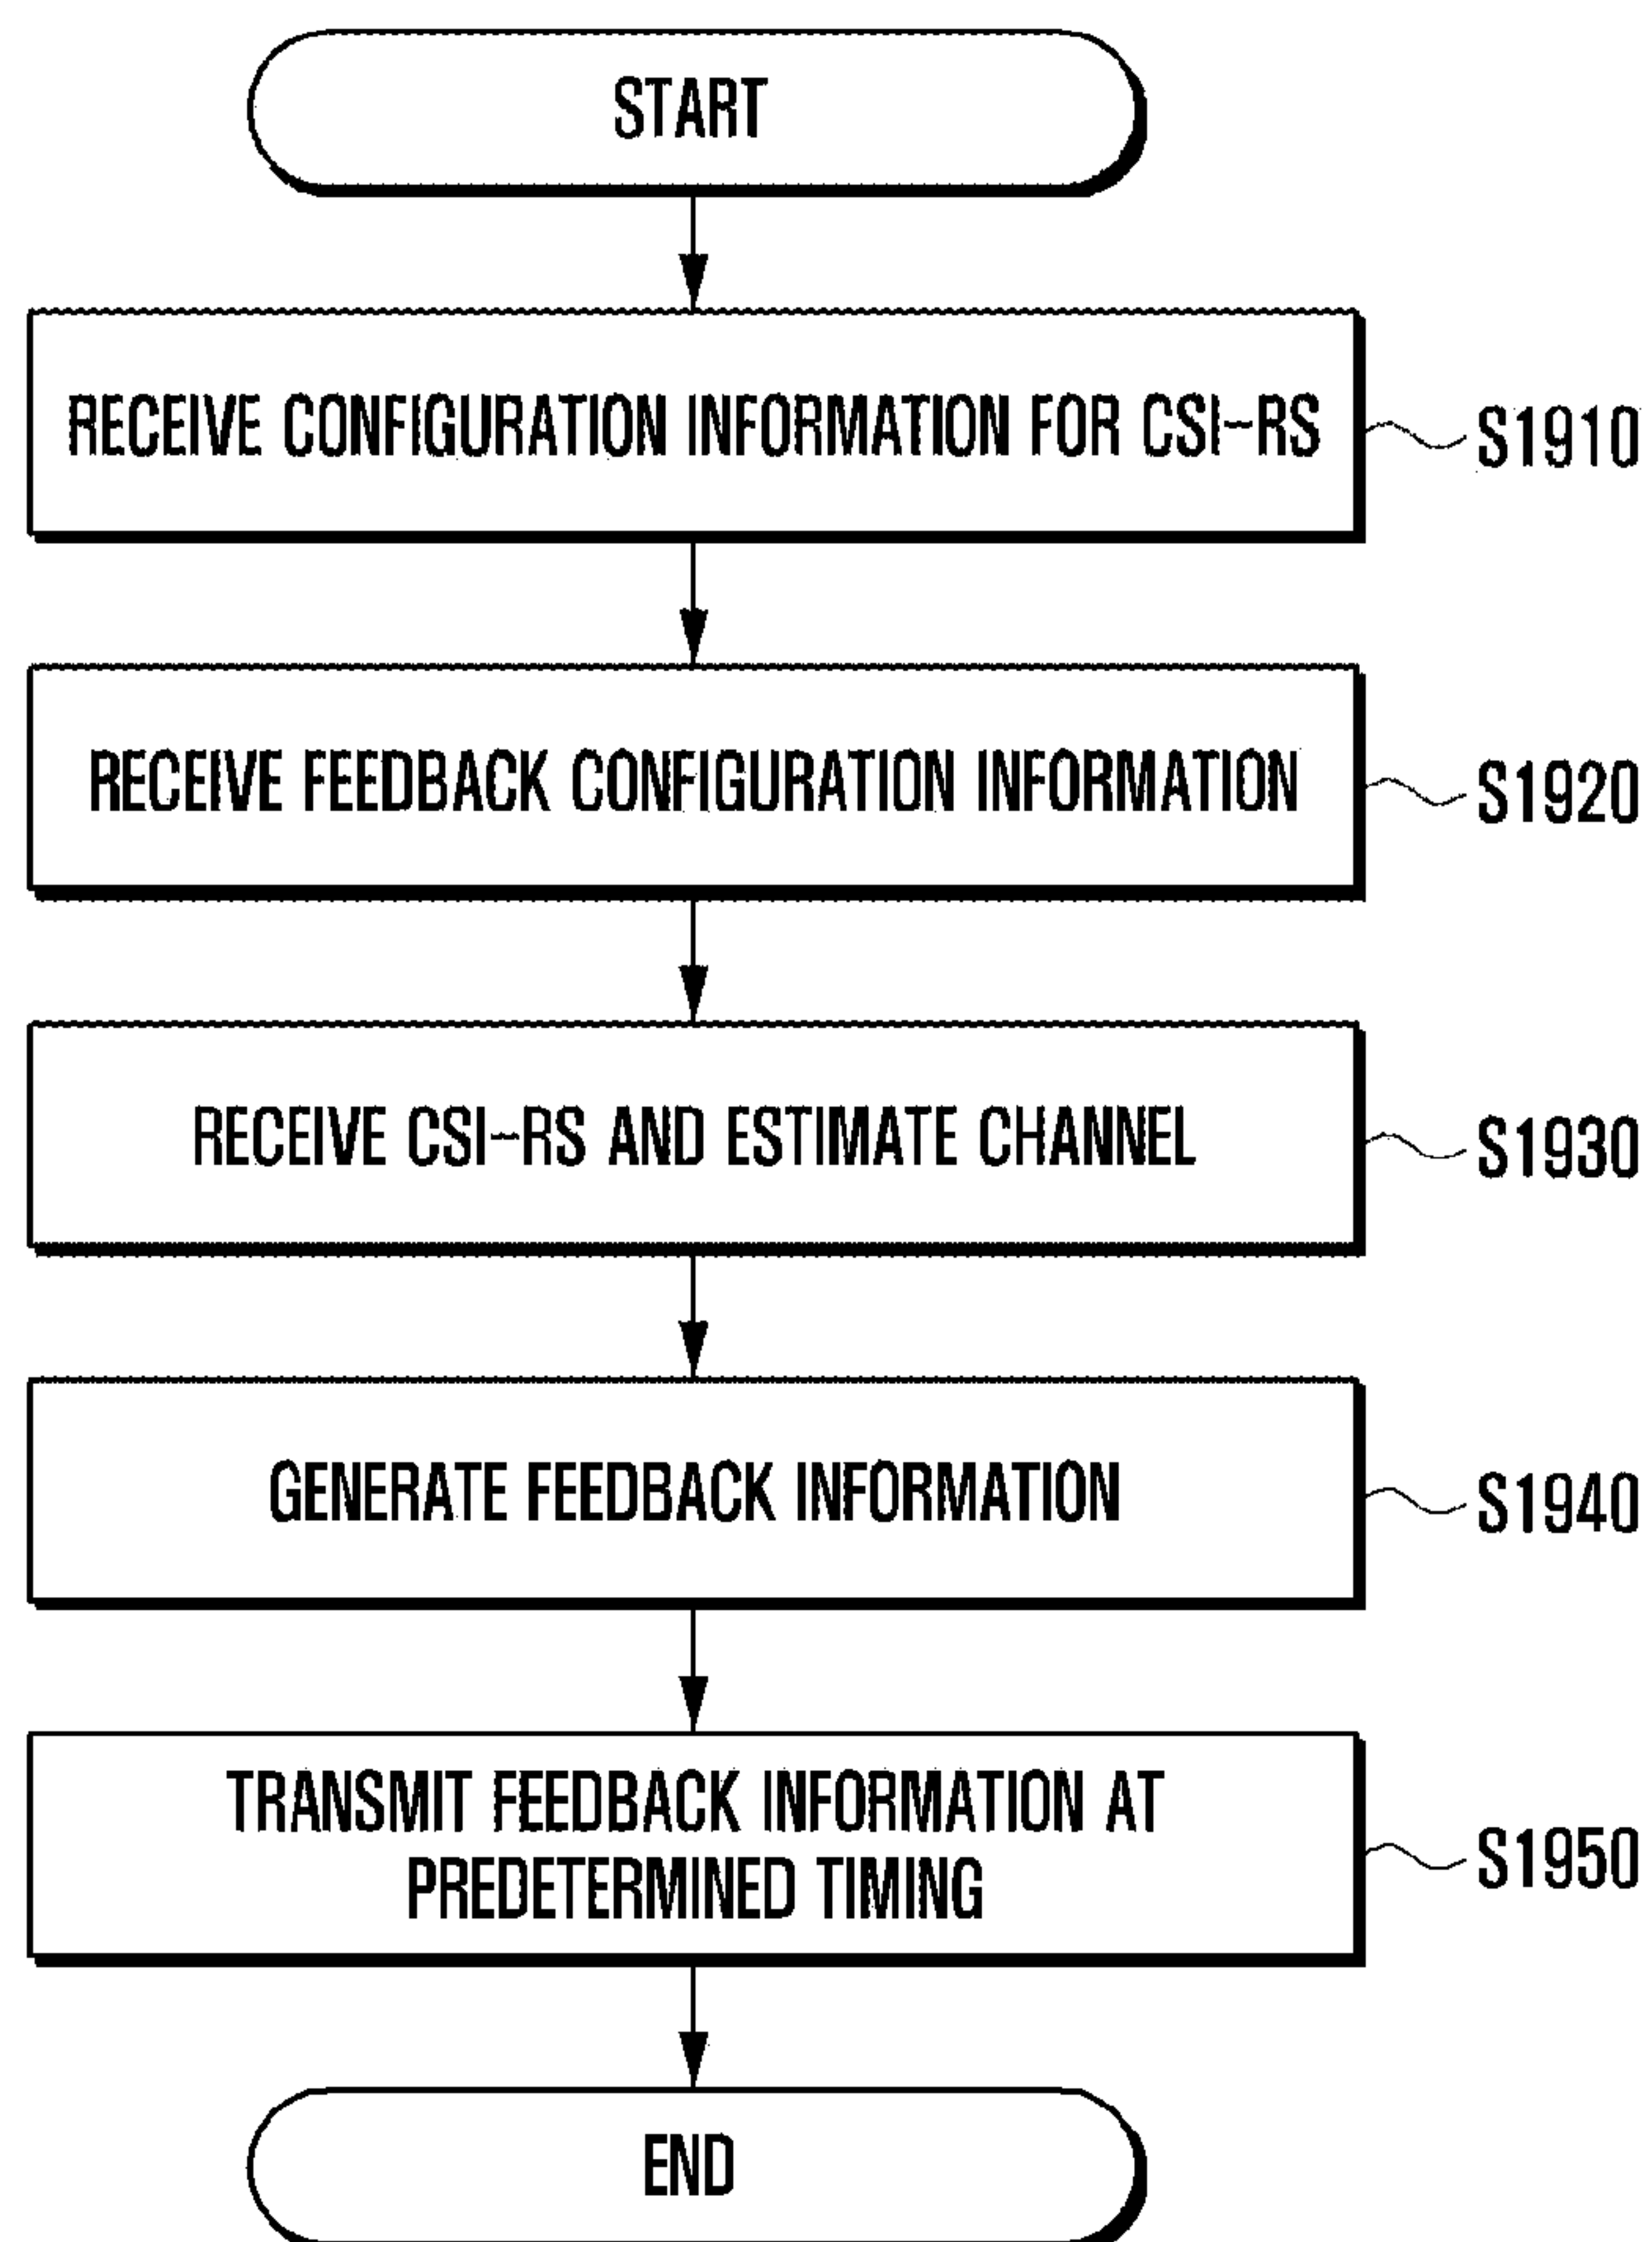 START
RECEIVE CONFIGURATION INFORMATION FOR CSI-RS
S1910
RECEIVE FEEDBACK CONFIGURATION INFORMATION
S1920
RECEIVE CSI-RS AND ESTIMATE CHANNEL
S1930
GENERATE FEEDBACK INFORMATION
S1940
TRANSMIT FEEDBACK INFORMATION AT
PREDETERMINED TIMING
S1950
END